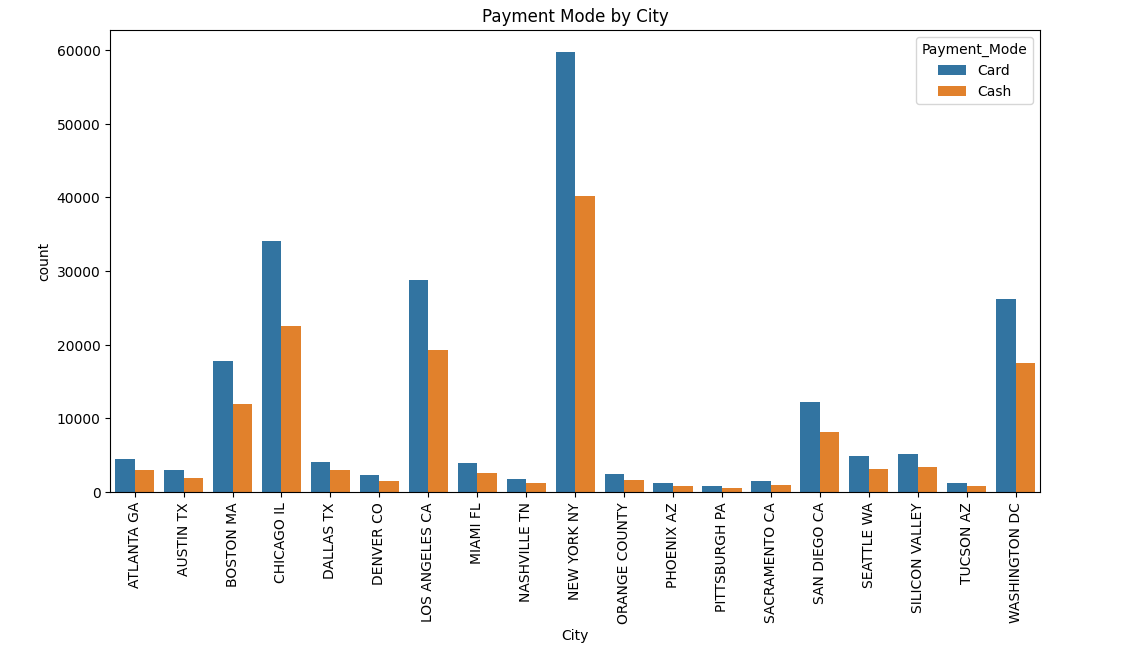 Payment Mode by City
Payment_Mode
Card
Cash
count
60000
50000
40000
30000
20000
10000
0
ATLANTA GA
AUSTIN TX
BOSTON MA
CHICAGO IL
DALLAS TX
DENVER CO
LOS ANGELES CA
MIAMI FL
NASHVILLE TN
NEW YORK NY
ORANGE COUNTY
PHOENIX AZ
PITTSBURGH PA
SACRAMENTO CA
SAN DIEGO CA
SEATTLE WA
SILICON VALLEY
TUCSON AZ
WASHINGTON DC
City